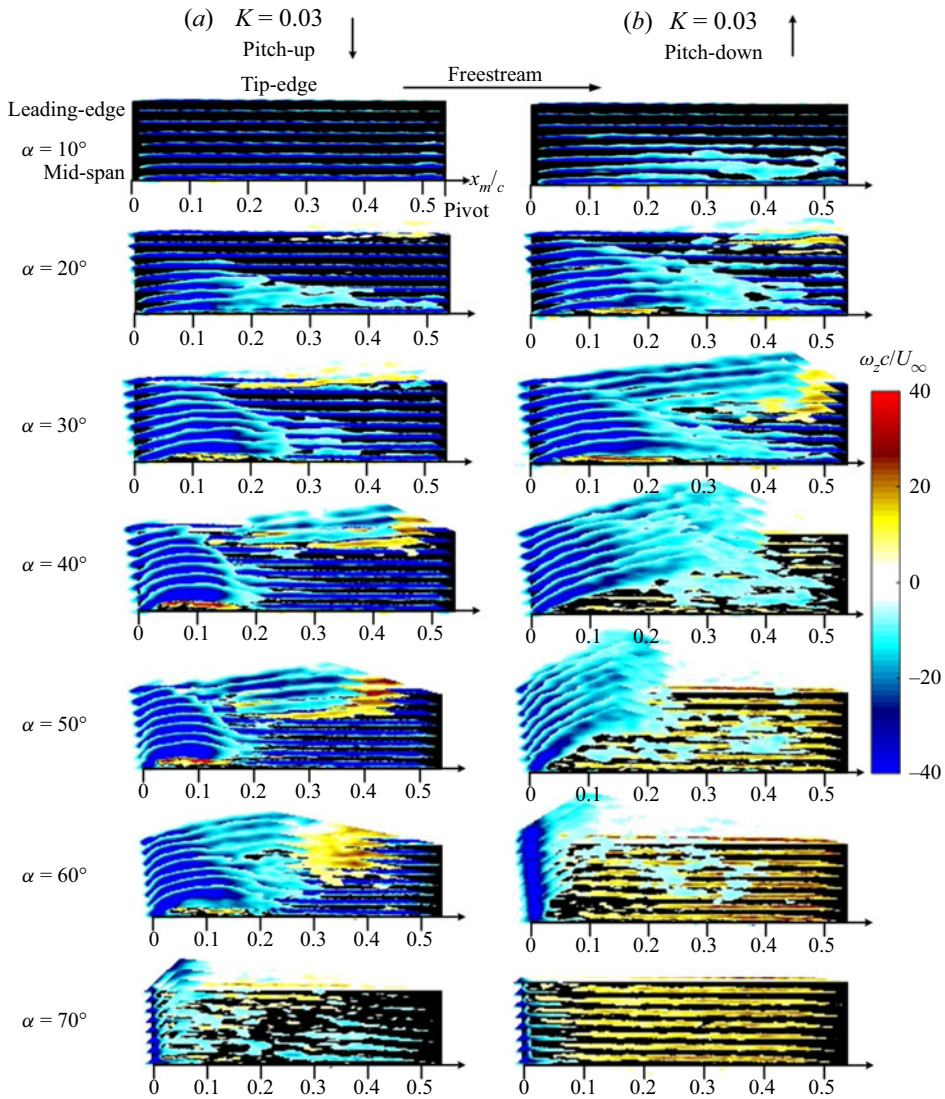 (a) K = 0.03
Pitch-up
(b) K = 0.03
Pitch-down
Tip-edge
Freestream
Leading-edge
α = 10°
Mid-span
x_m/c
0 0.1 0.2 0.3 0.4 0.5
Pivot
0 0.1 0.2 0.3 0.4 0.5
α = 20°
0 0.1 0.2 0.3 0.4 0.5
0 0.1 0.2 0.3 0.4 0.5
α = 30°
0 0.1 0.2 0.3 0.4 0.5
0 0.1 0.2 0.3 0.4 0.5
ω_z c/U_∞
40
20
0
–20
–40
α = 40°
0 0.1 0.2 0.3 0.4 0.5
0 0.1 0.2 0.3 0.4 0.5
α = 50°
0 0.1 0.2 0.3 0.4 0.5
0 0.1 0.2 0.3 0.4 0.5
α = 60°
0 0.1 0.2 0.3 0.4 0.5
0 0.1 0.2 0.3 0.4 0.5
α = 70°
0 0.1 0.2 0.3 0.4 0.5
0 0.1 0.2 0.3 0.4 0.5